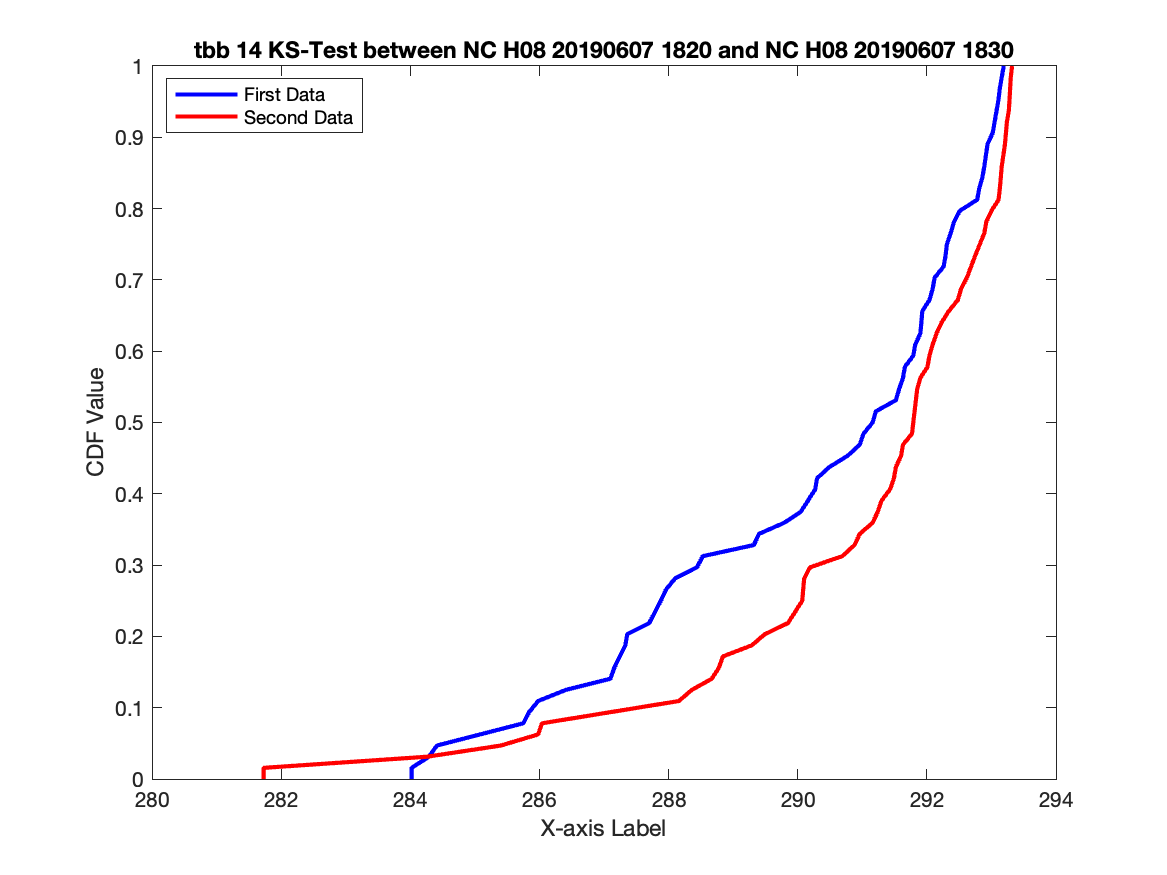 tbb 14 KS-Test between NC H08 20190607 1820 and NC H08 20190607 1830
First Data
Second Data
1
0.9
0.8
0.7
0.6
0.5
0.4
0.3
0.2
0.1
0
CDF Value
280 282 284 286 288 290 292 294
X-axis Label